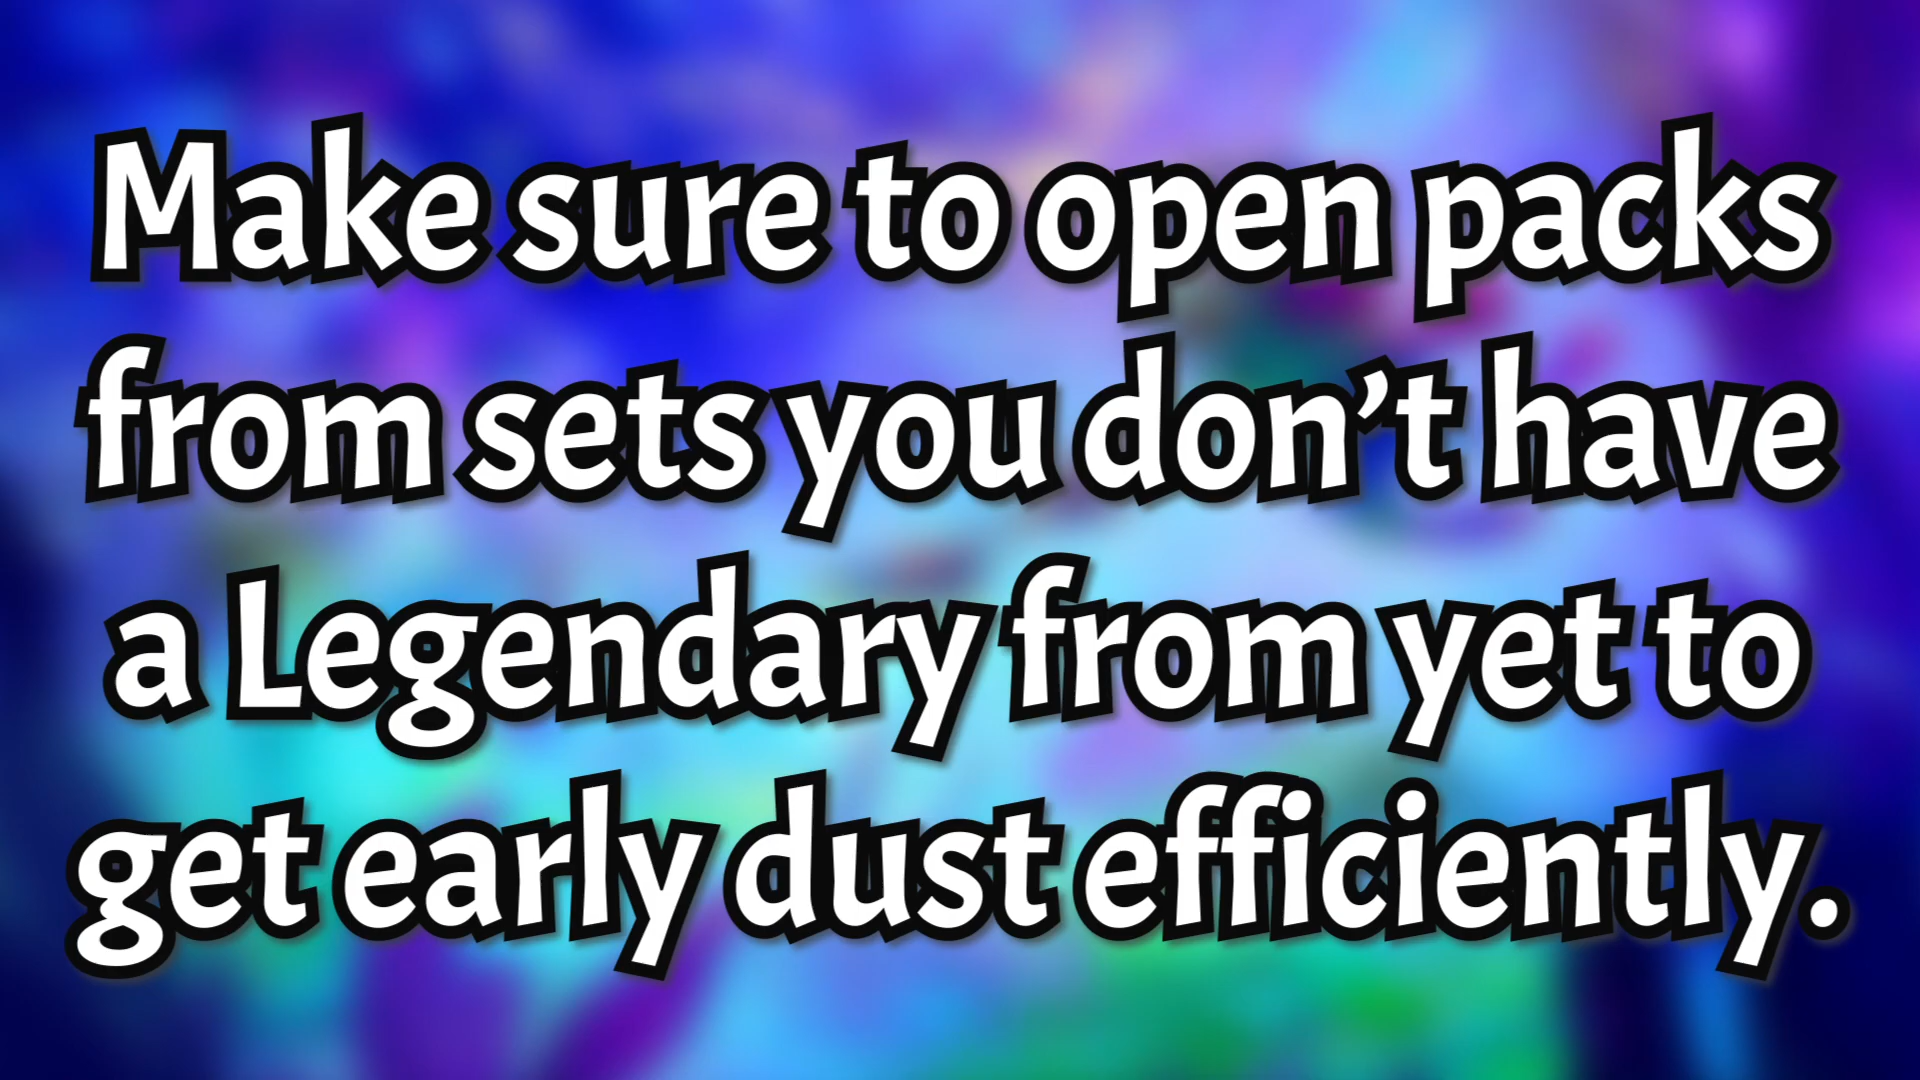 Make sure to open packs
from sets you don’t have
a Legendary from yet to
get early dust efficiently.